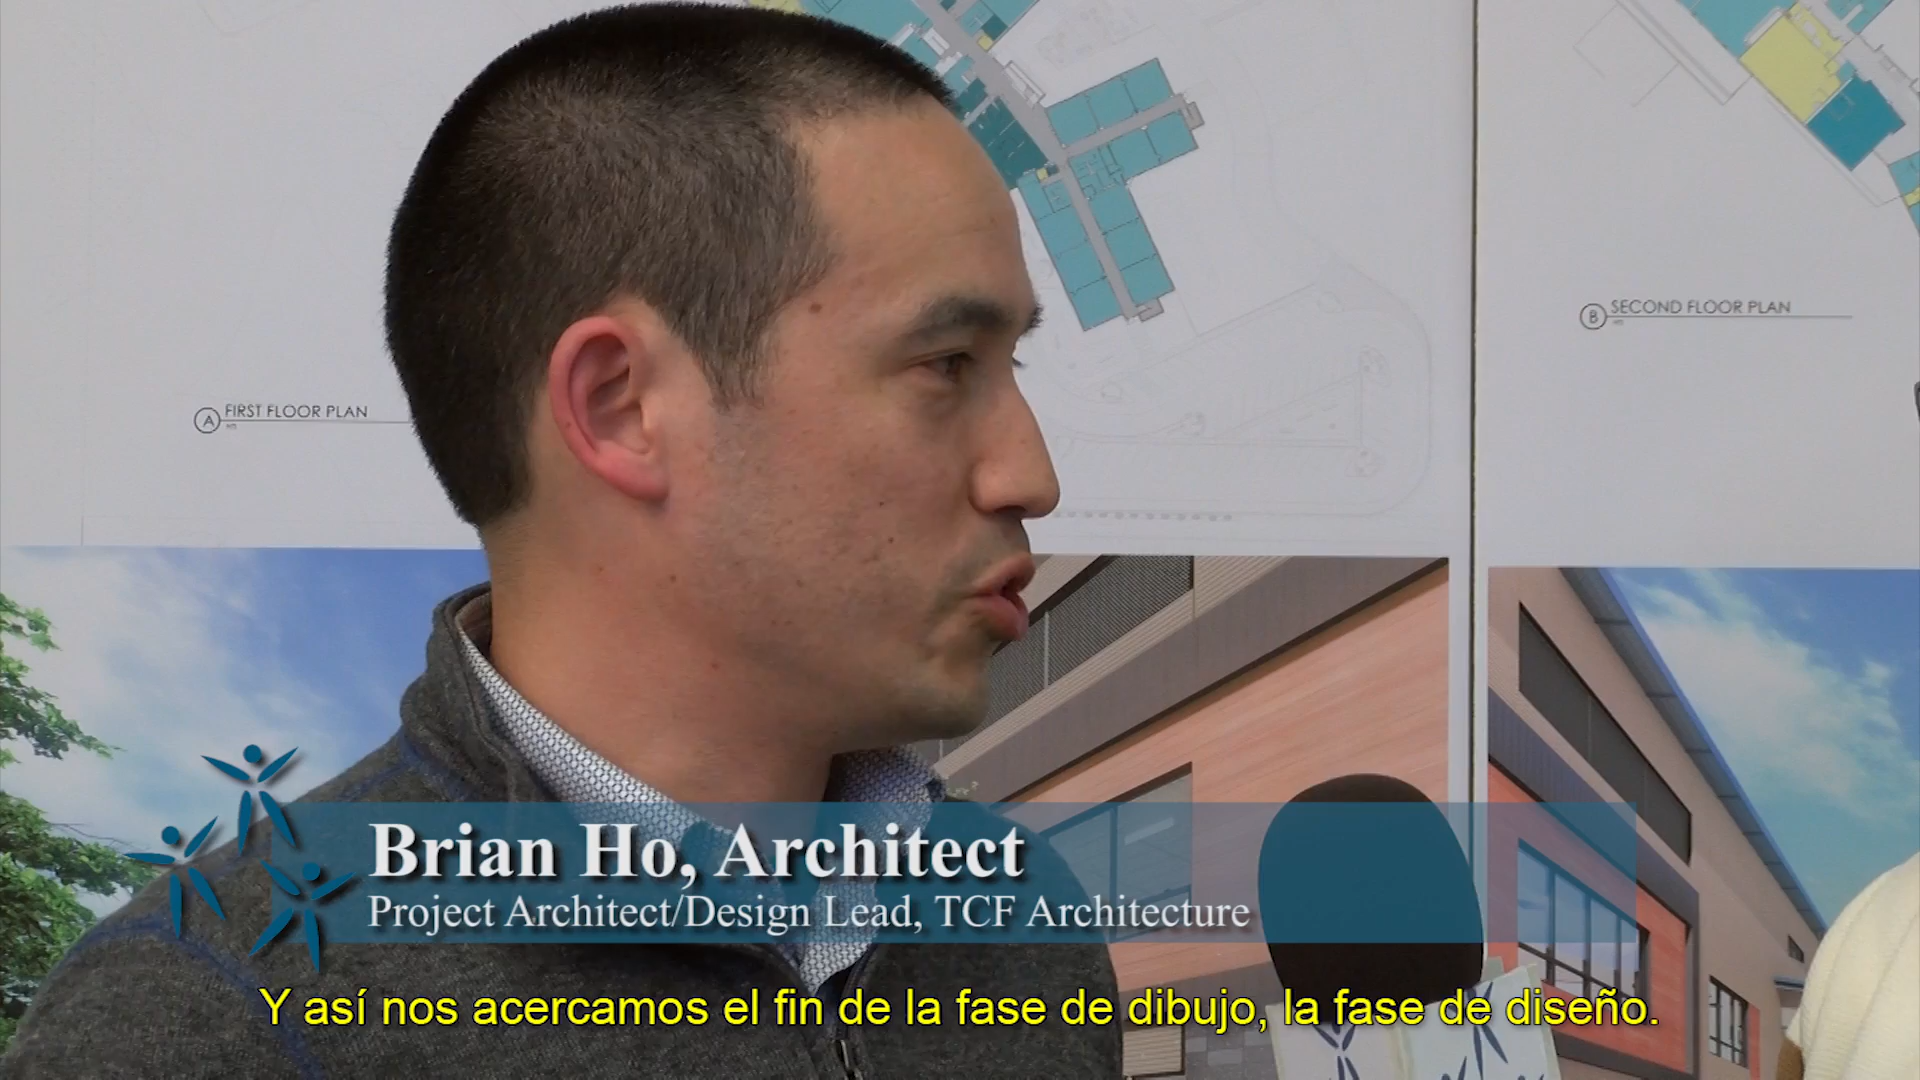 A FIRST FLOOR PLAN
B SECOND FLOOR PLAN
Brian Ho, Architect
Project Architect/Design Lead, TCF Architecture
Y así nos acercamos el fin de la fase de dibujo, la fase de diseño.